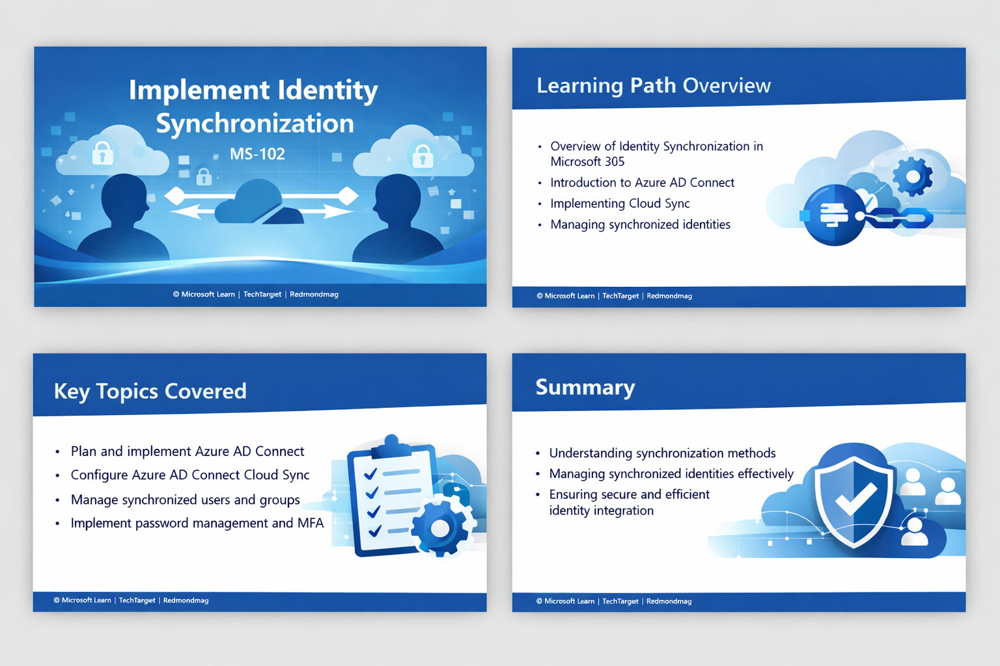 Implement Identity
Synchronization
MS-102
© Microsoft Learn | TechTarget | Redmondmag
Learning Path Overview
• Overview of Identity Synchronization in
Microsoft 365
• Introduction to Azure AD Connect
• Implementing Cloud Sync
• Managing synchronized identities
© Microsoft Learn | TechTarget | Redmondmag
Key Topics Covered
• Plan and implement Azure AD Connect
• Configure Azure AD Connect Cloud Sync
• Manage synchronized users and groups
• Implement password management and MFA
© Microsoft Learn | TechTarget | Redmondmag
Summary
• Understanding synchronization methods
• Managing synchronized identities effectively
• Ensuring secure and efficient
identity integration
© Microsoft Learn | TechTarget | Redmondmag